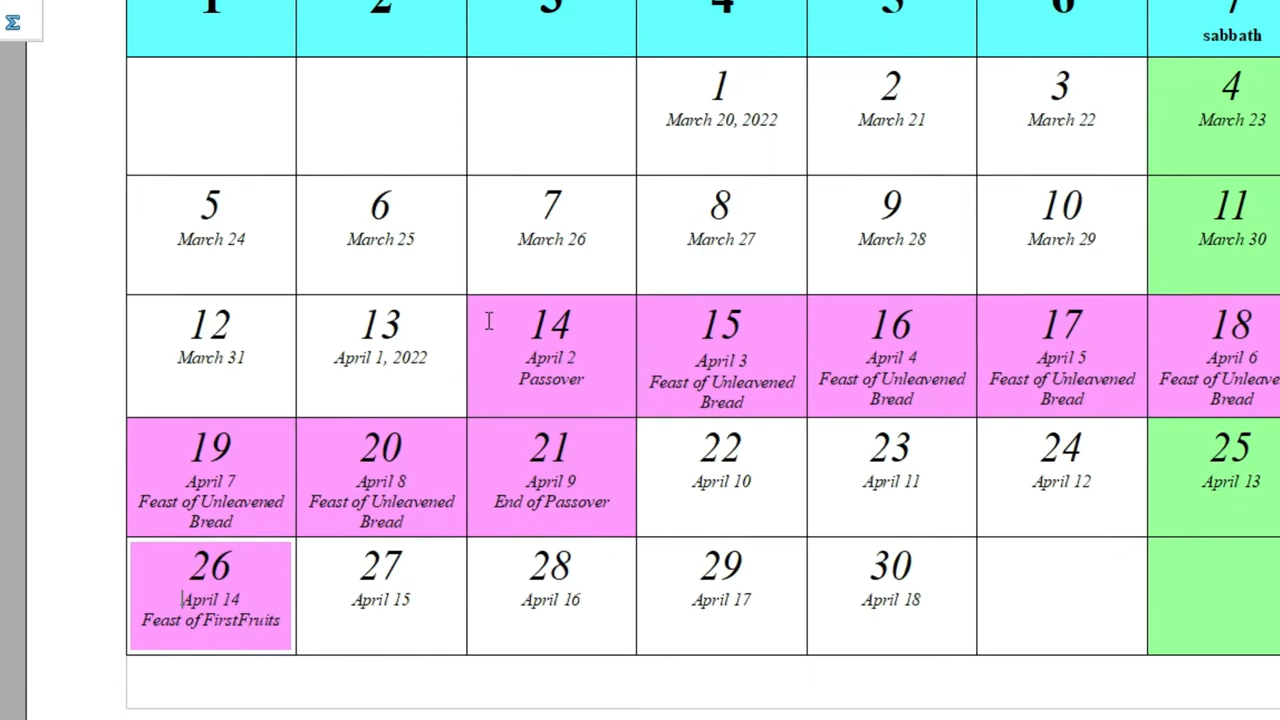 1 2 3 4 5 6 7
sabbath
1 2 3 4
March 20, 2022 March 21 March 22 March 23
5 6 7 8 9 10 11
March 24 March 25 March 26 March 27 March 28 March 29 March 30
12 13 14 15 16 17 18
March 31 April 1, 2022 April 2 April 3 April 4 April 5 April 6
Passover Feast of Unleavened Feast of Unleavened Feast of Unleavened Feast of
Bread Bread Bread Bread
19 20 21 22 23 24 25
April 7 April 8 April 9 April 10 April 11 April 12 April 13
Feast of Unleavened Feast of Unleavened End of Passover
Bread Bread
26 27 28 29 30
April 14 April 15 April 16 April 17 April 18
Feast of FirstFruits